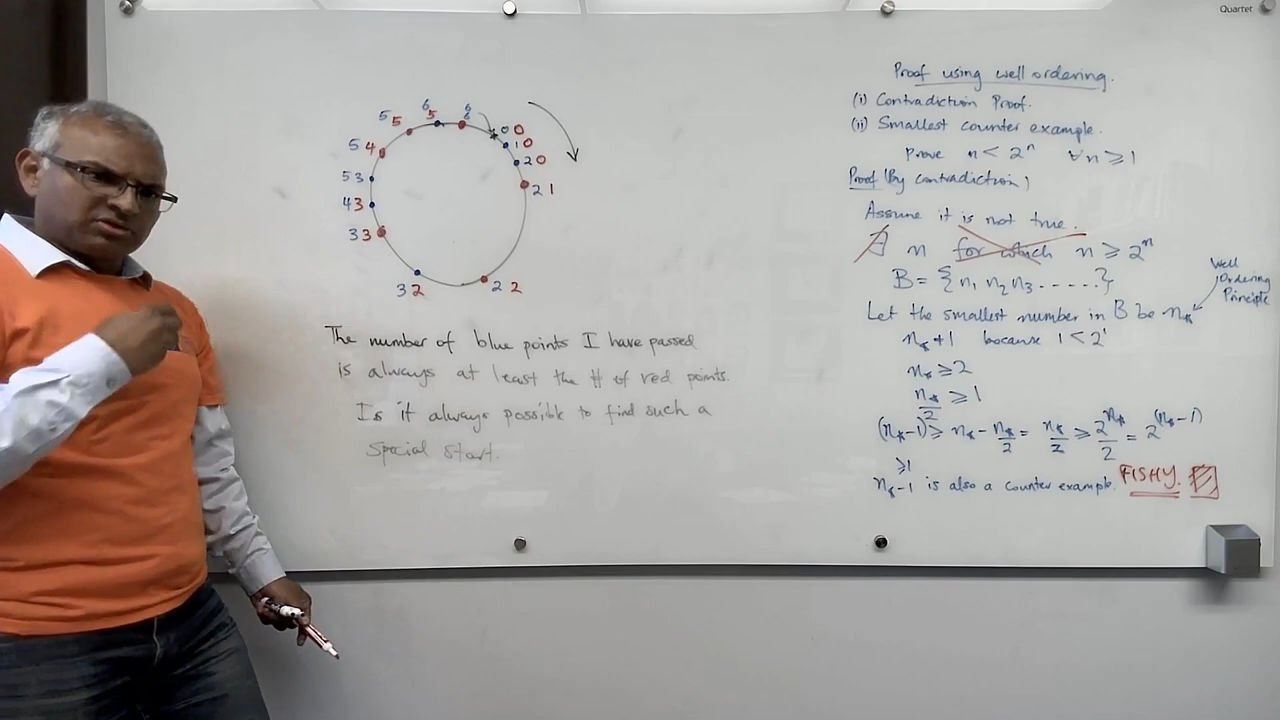 Quartet
6 6
5 5 5 6
0 0
1 0
5 4
2 0
5 3
2 1
4 3
3 3
3 2
2 2
The number of blue points I have passed
is always at least the # of red points.
Is it always possible to find such a
special start.
Proof using well ordering.
(i) Contradiction Proof.
(ii) Smallest counter example.
Prove n < 2^n ∀ n ≥ 1
Proof (By contradiction)
Assume it is not true.
∃ n for which n ≥ 2^n
B = { n₁ n₂ n₃ ------ }
Well
Ordering
Principle
Let the smallest number in B be n*
n* ≠ 1 because 1 < 2^1
n* ≥ 2
n*/2 ≥ 1
(n*-1) ≥ n* - n*/2 = n*/2 ≥ 2^n*/2 = 2^(n*-1)
≥1
n*-1 is also a counter example. FISHY.